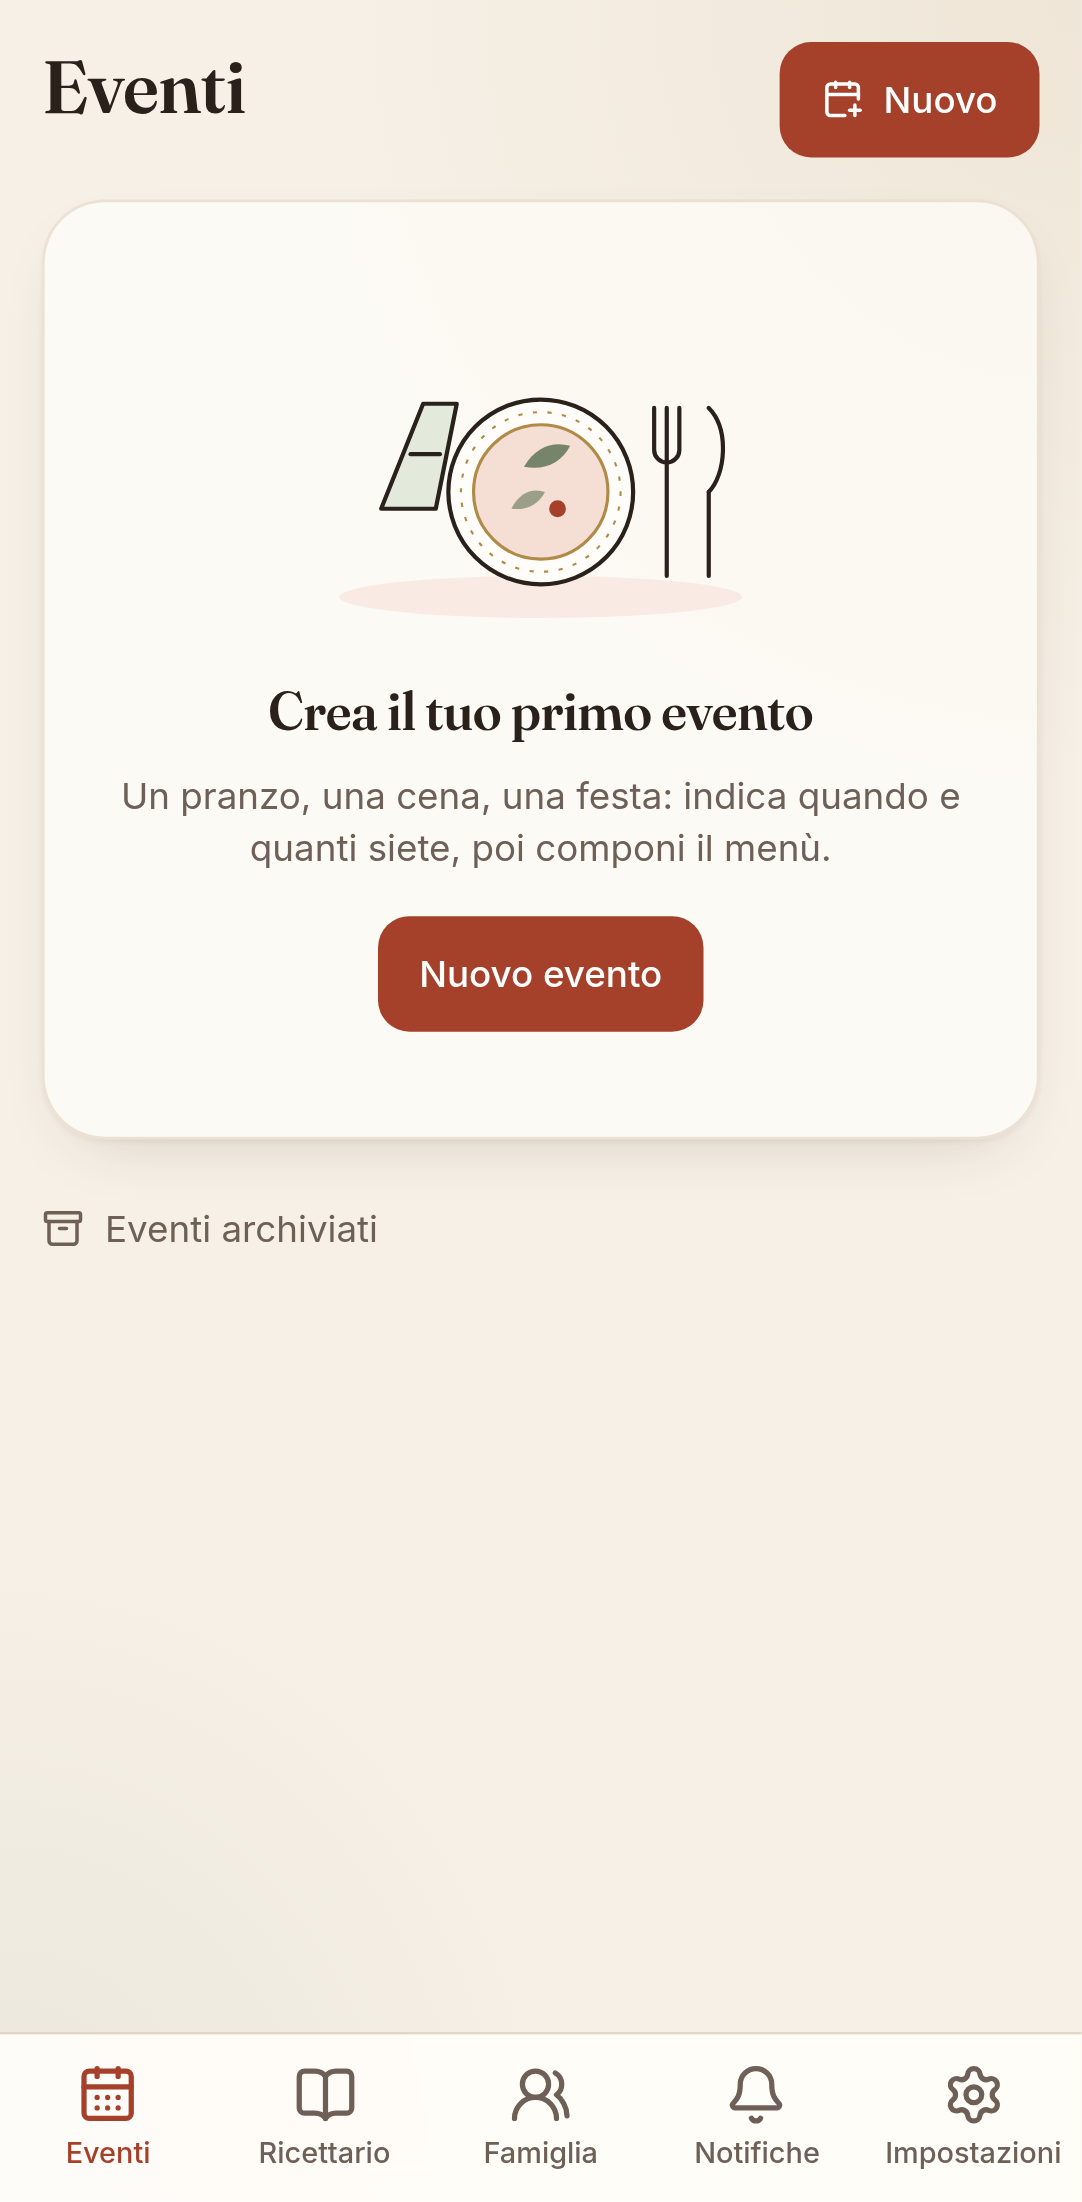 Eventi
Nuovo
Crea il tuo primo evento
Un pranzo, una cena, una festa: indica quando e
quanti siete, poi componi il menù.
Nuovo evento
Eventi archiviati
Eventi
Ricettario
Famiglia
Notifiche
Impostazioni